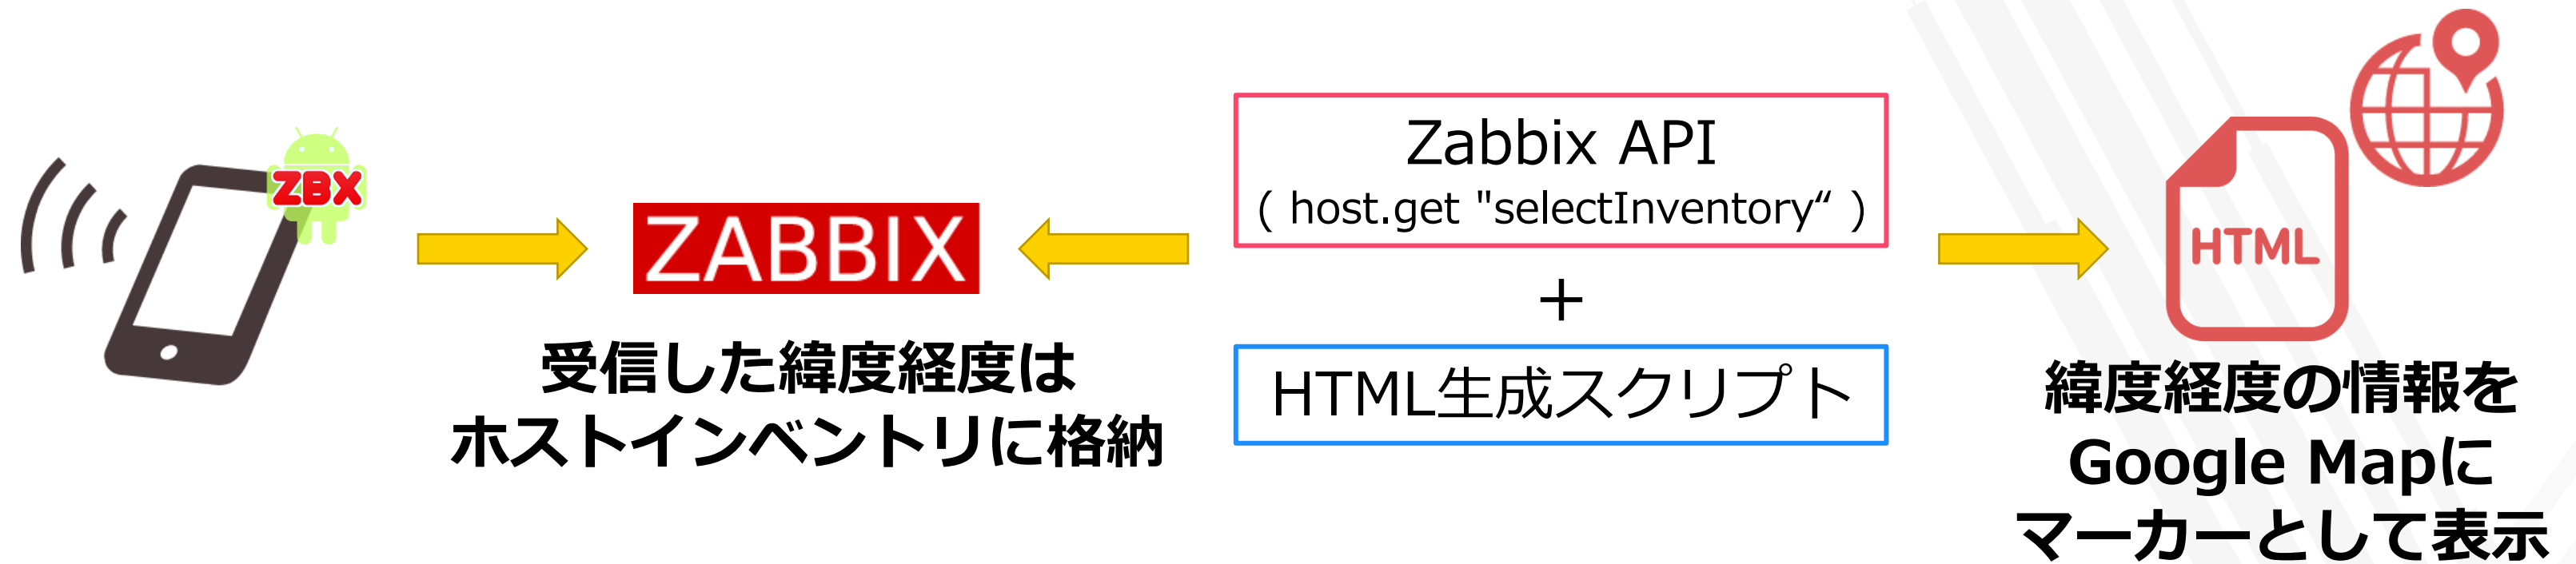 ZBX
ZABBIX
受信した緯度経度は
ホストインベントリに格納
Zabbix API
( host.get "selectInventory“ )
+
HTML生成スクリプト
HTML
緯度経度の情報を
Google Mapに
マーカーとして表示